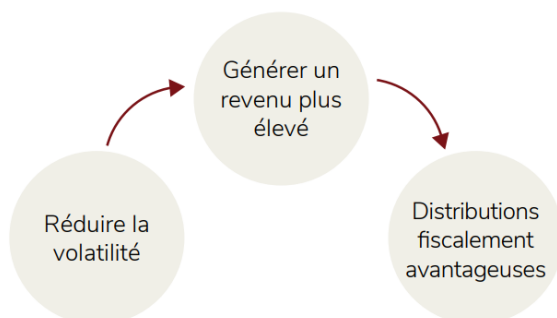 Générer un
revenu plus
élevé
Réduire la
volatilité
Distributions
fiscalement
avantageuses